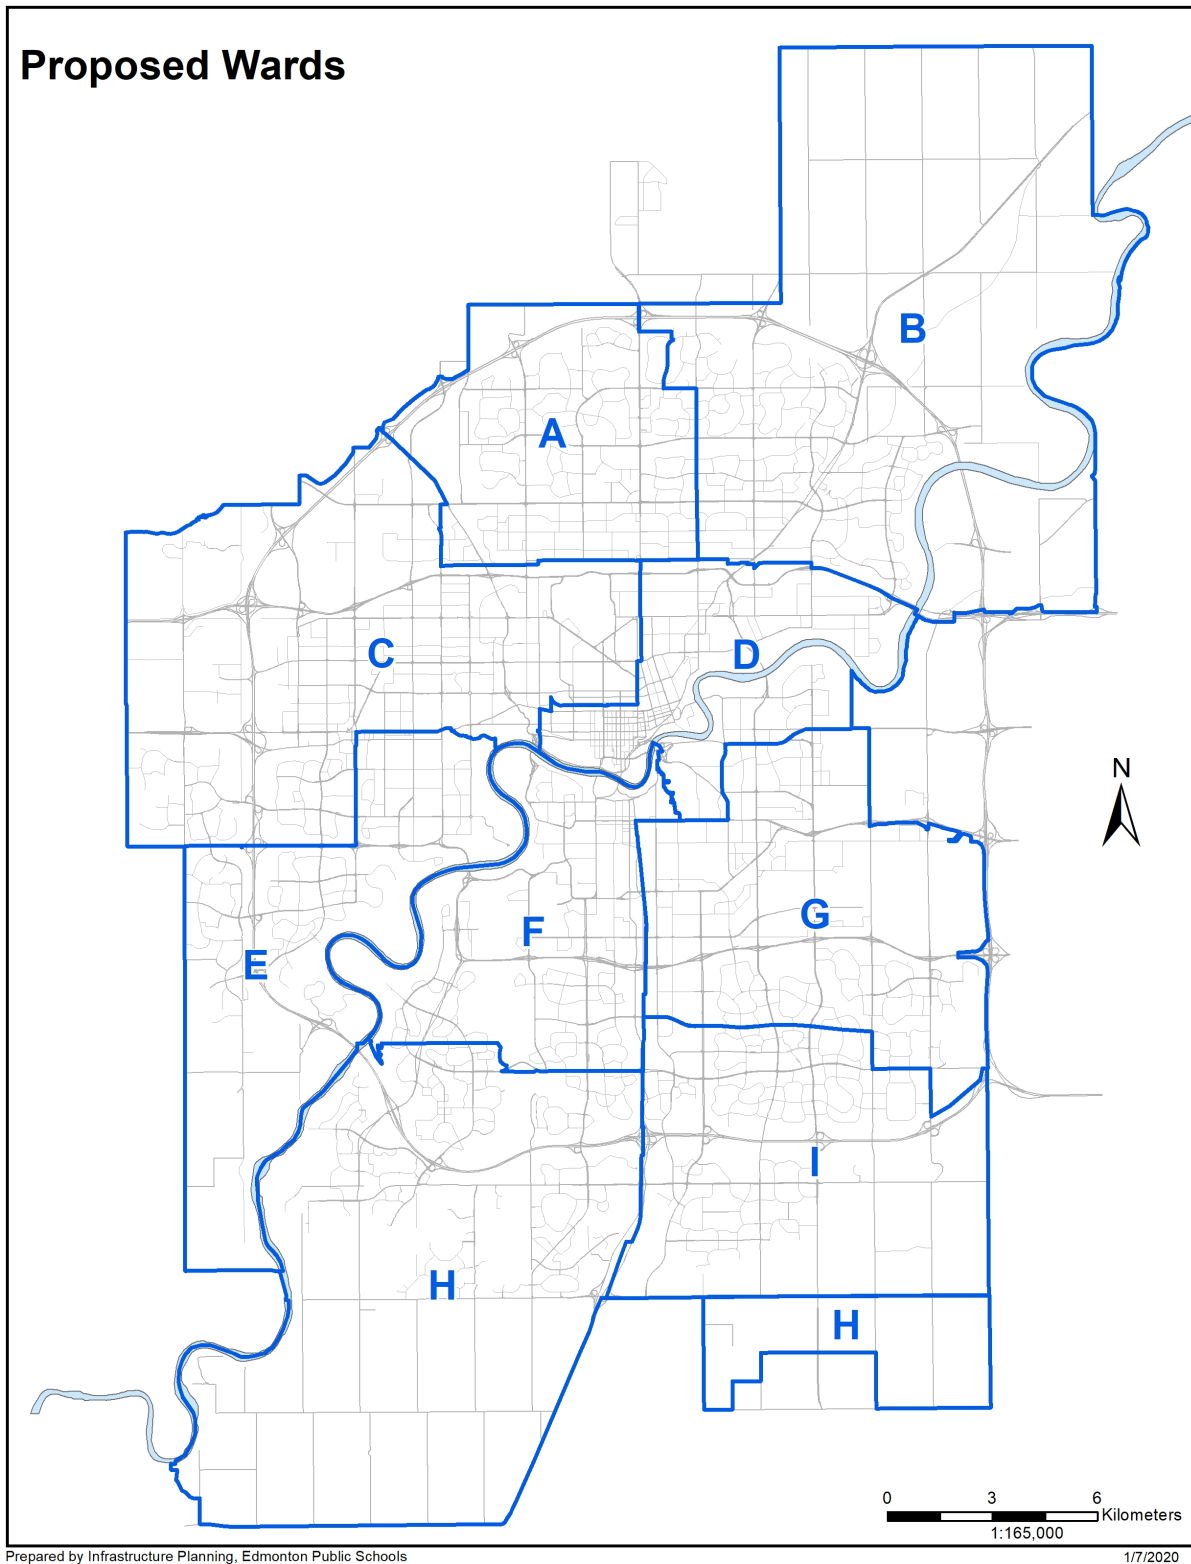 Proposed Wards
B
A
C
D
N
G
F
E
I
H
H
0 3 6
Kilometers
1:165,000
Prepared by Infrastructure Planning, Edmonton Public Schools
1/7/2020